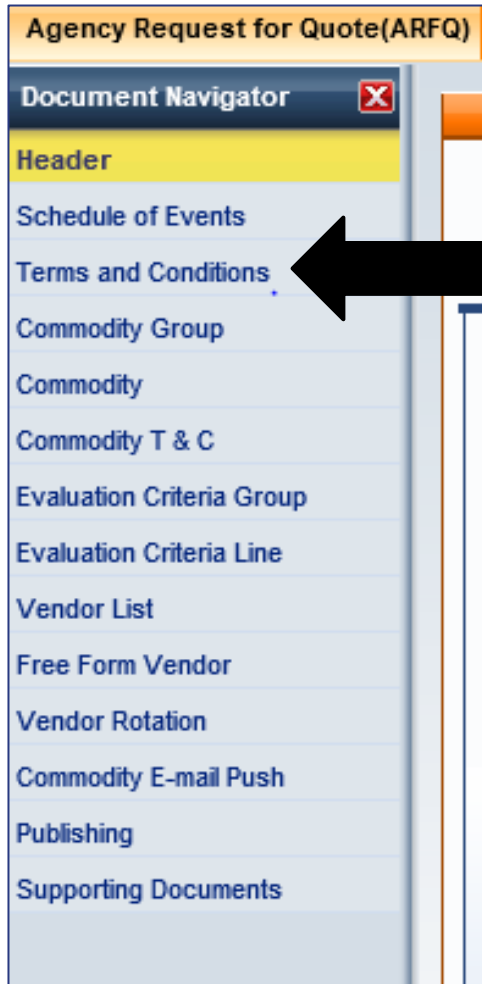 Agency Request for Quote(ARFQ)
Document Navigator
Header
Schedule of Events
Terms and Conditions
Commodity Group
Commodity
Commodity T & C
Evaluation Criteria Group
Evaluation Criteria Line
Vendor List
Free Form Vendor
Vendor Rotation
Commodity E-mail Push
Publishing
Supporting Documents